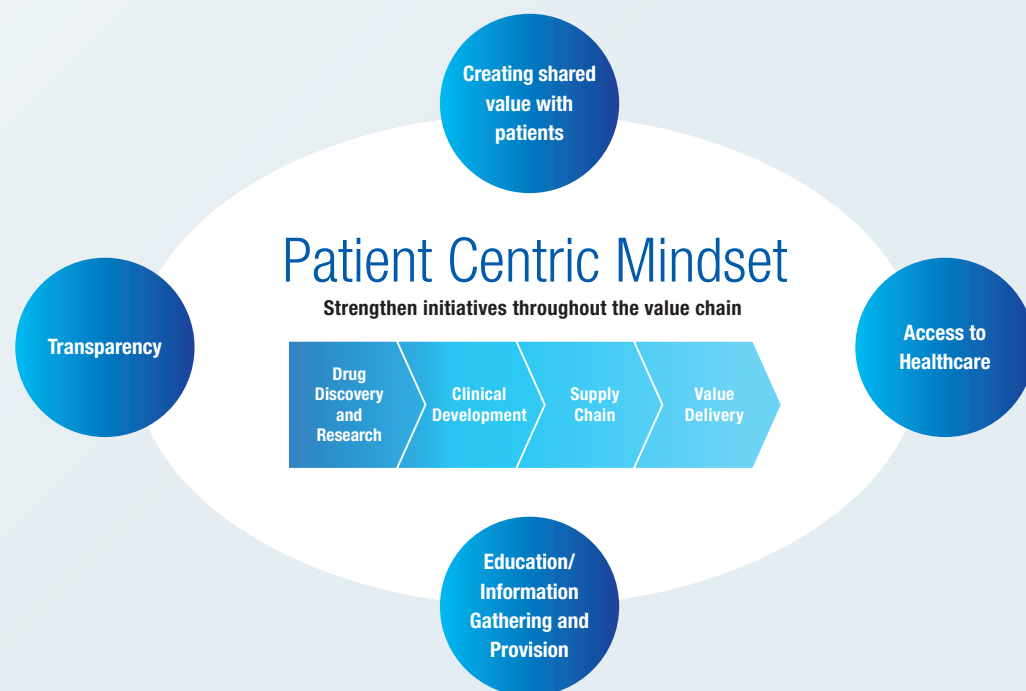 Creating shared
value with
patients
Patient Centric Mindset
Strengthen initiatives throughout the value chain
Transparency
Access to
Healthcare
Drug
Discovery
and
Research
Clinical
Development
Supply
Chain
Value
Delivery
Education/
Information
Gathering and
Provision